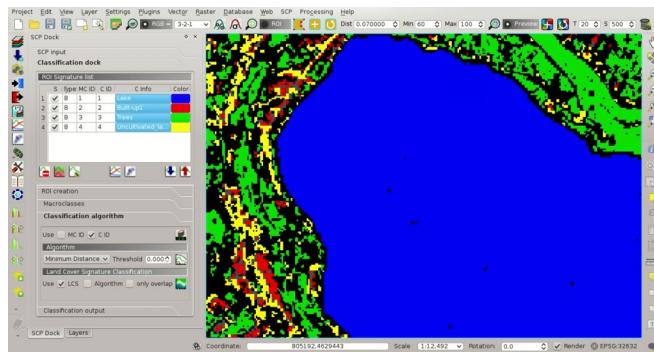 Project Edit View Layer Settings Plugins Vector Raster Database Web SCP Processing Help
RGB = 3-2-1 ROI Dist 0.070000 Min 60 Max 100 Preview T 20 S 500
SCP Dock
SCP input
Classification dock
ROI Signature list
S Type MC ID C ID C Info Color
1 B 1 1 Lake
2 B 2 2 Built-up1
3 B 3 3 Trees
4 B 4 4 Uncultivated_la...
ROI creation
Macroclasses
Classification algorithm
Use MC ID C ID
Algorithm
Minimum Distance Threshold 0.000
Land Cover Signature Classification
Use LCS Algorithm only overlap
Classification output
SCP Dock Layers
Coordinate: 805192,4629443 Scale 1:12,492 Rotation: 0.0 Render EPSG:32632